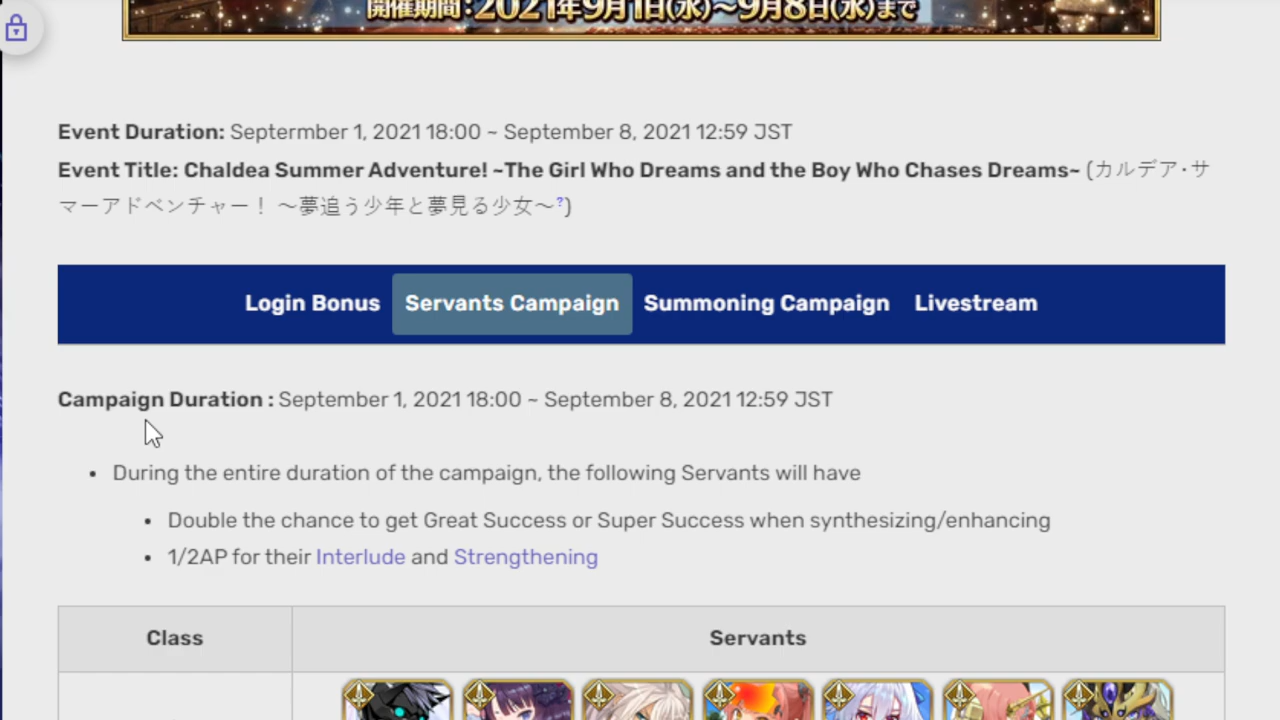 開催期間:2021年9月1日(水)~9月8日(水)まで
Event Duration: Septermber 1, 2021 18:00 ~ September 8, 2021 12:59 JST
Event Title: Chaldea Summer Adventure! ~The Girl Who Dreams and the Boy Who Chases Dreams~ (カルデア・サ
マーアドベンチャー！ ～夢追う少年と夢見る少女～?)
Login Bonus Servants Campaign Summoning Campaign Livestream
Campaign Duration : September 1, 2021 18:00 ~ September 8, 2021 12:59 JST
• During the entire duration of the campaign, the following Servants will have
• Double the chance to get Great Success or Super Success when synthesizing/enhancing
• 1/2AP for their Interlude and Strengthening
Class Servants